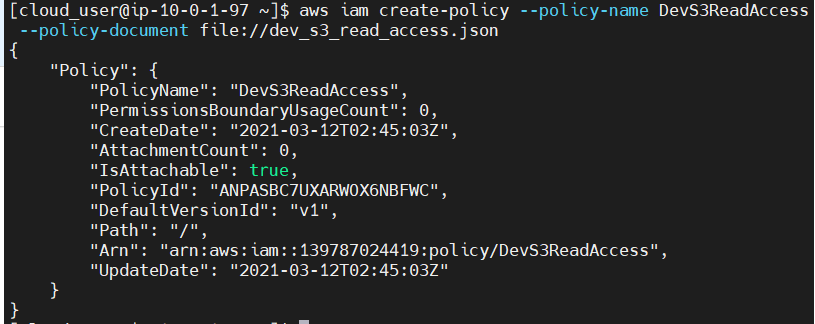 [cloud_user@ip-10-0-1-97 ~]$ aws iam create-policy --policy-name DevS3ReadAccess
 --policy-document file://dev_s3_read_access.json
{
    "Policy": {
        "PolicyName": "DevS3ReadAccess",
        "PermissionsBoundaryUsageCount": 0,
        "CreateDate": "2021-03-12T02:45:03Z",
        "AttachmentCount": 0,
        "IsAttachable": true,
        "PolicyId": "ANPASBC7UXARWOX6NBFWC",
        "DefaultVersionId": "v1",
        "Path": "/",
        "Arn": "arn:aws:iam::139787024419:policy/DevS3ReadAccess",
        "UpdateDate": "2021-03-12T02:45:03Z"
    }
}